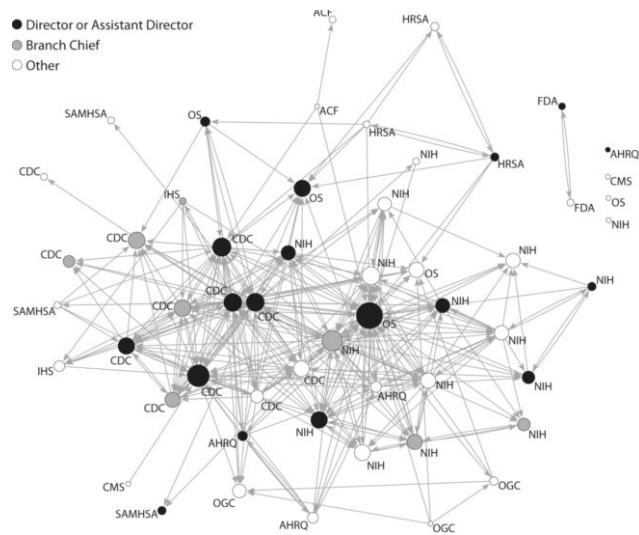 Director or Assistant Director
Branch Chief
Other
ACF
HRSA
SAMHSA
OS
ACF
HRSA
FDA
AHRQ
CDC
NIH
HRSA
CMS
IHS
OS
NIH
FDA
OS
NIH
CDC
CDC
NIH
NIH
OS
NIH
CDC
CDC
CDC
NIH
NIH
SAMHSA
OS
NIH
NIH
IHS
CDC
CDC
NIH
NIH
CDC
CDC
CDC
AHRQ
AHRQ
NIH
NIH
NIH
NIH
CMS
OGC
OGC
SAMHSA
AHRQ
OGC